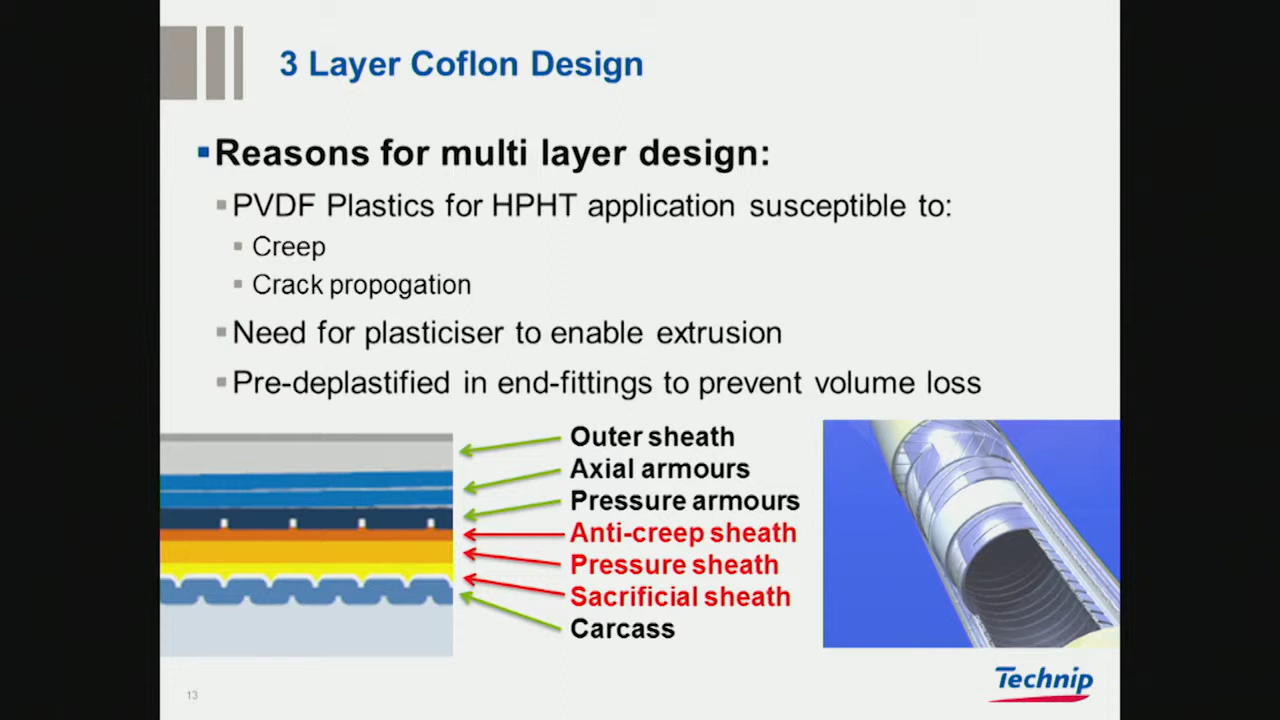 3 Layer Coflon Design
Reasons for multi layer design:
PVDF Plastics for HPHT application susceptible to:
Creep
Crack propogation
Need for plasticiser to enable extrusion
Pre-deplastified in end-fittings to prevent volume loss
Outer sheath
Axial armours
Pressure armours
Anti-creep sheath
Pressure sheath
Sacrificial sheath
Carcass
13
Technip